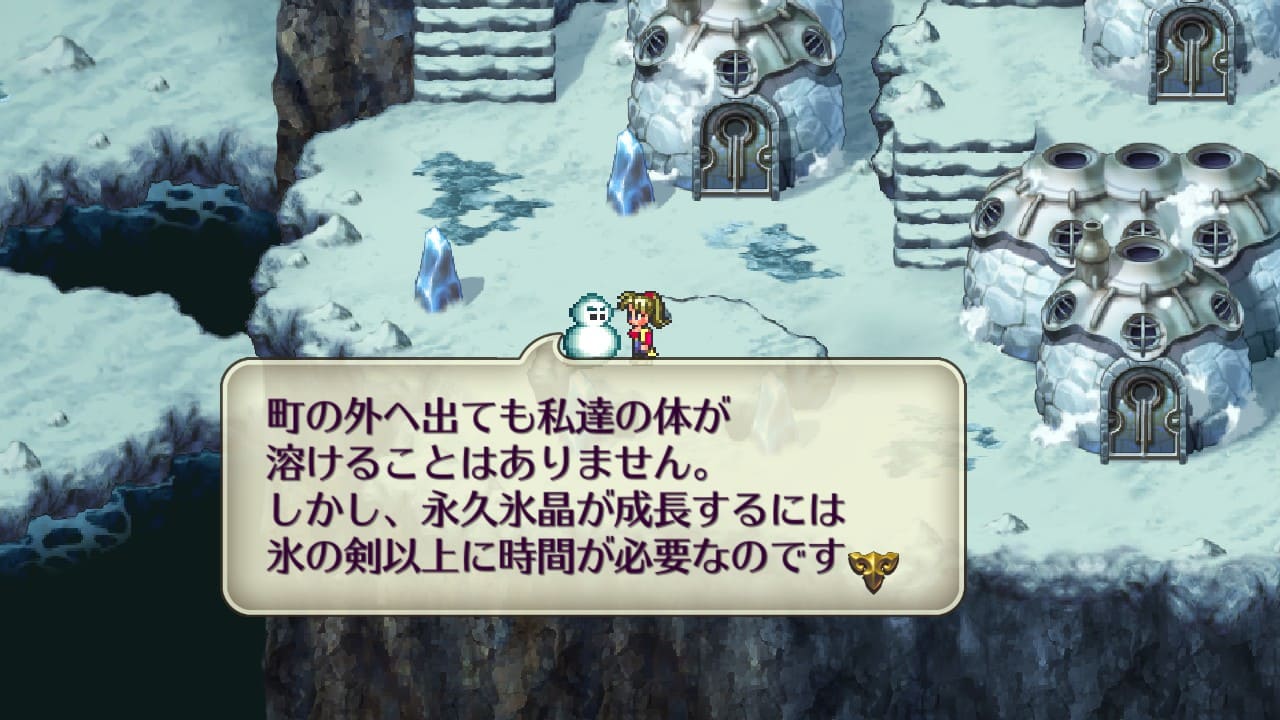 町の外へ出ても私達の体が
溶けることはありません。
しかし、永久氷晶が成長するには
氷の剣以上に時間が必要なのです